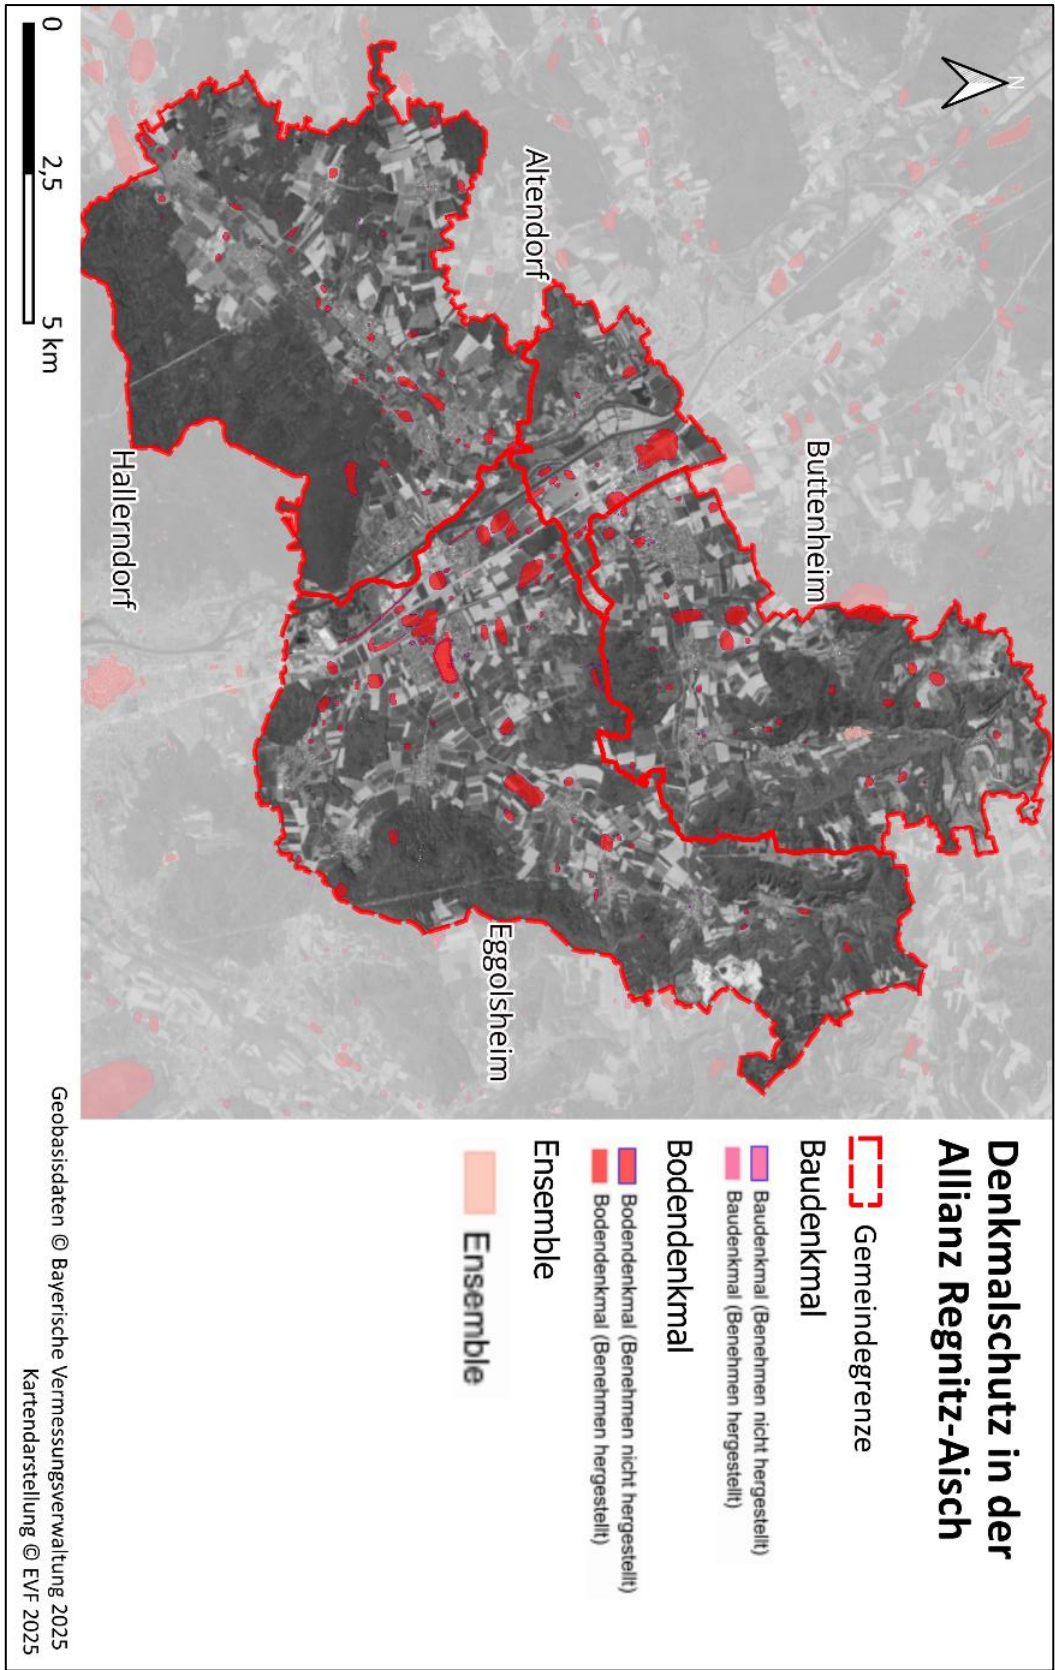 Denkmalschutz in der
Allianz Regnitz-Aisch
Gemeindegrenze
Baudenkmal
Baudenkmal (Benehmen nicht hergestellt)
Baudenkmal (Benehmen hergestellt)
Bodendenkmal
Bodendenkmal (Benehmen nicht hergestellt)
Bodendenkmal (Benehmen hergestellt)
Ensemble
Ensemble
N
Buttenheim
Altendorf
Eggolsheim
Hallerndorf
0 2,5 5 km
Geobasisdaten © Bayerische Vermessungsverwaltung 2025
Kartendarstellung © EVF 2025